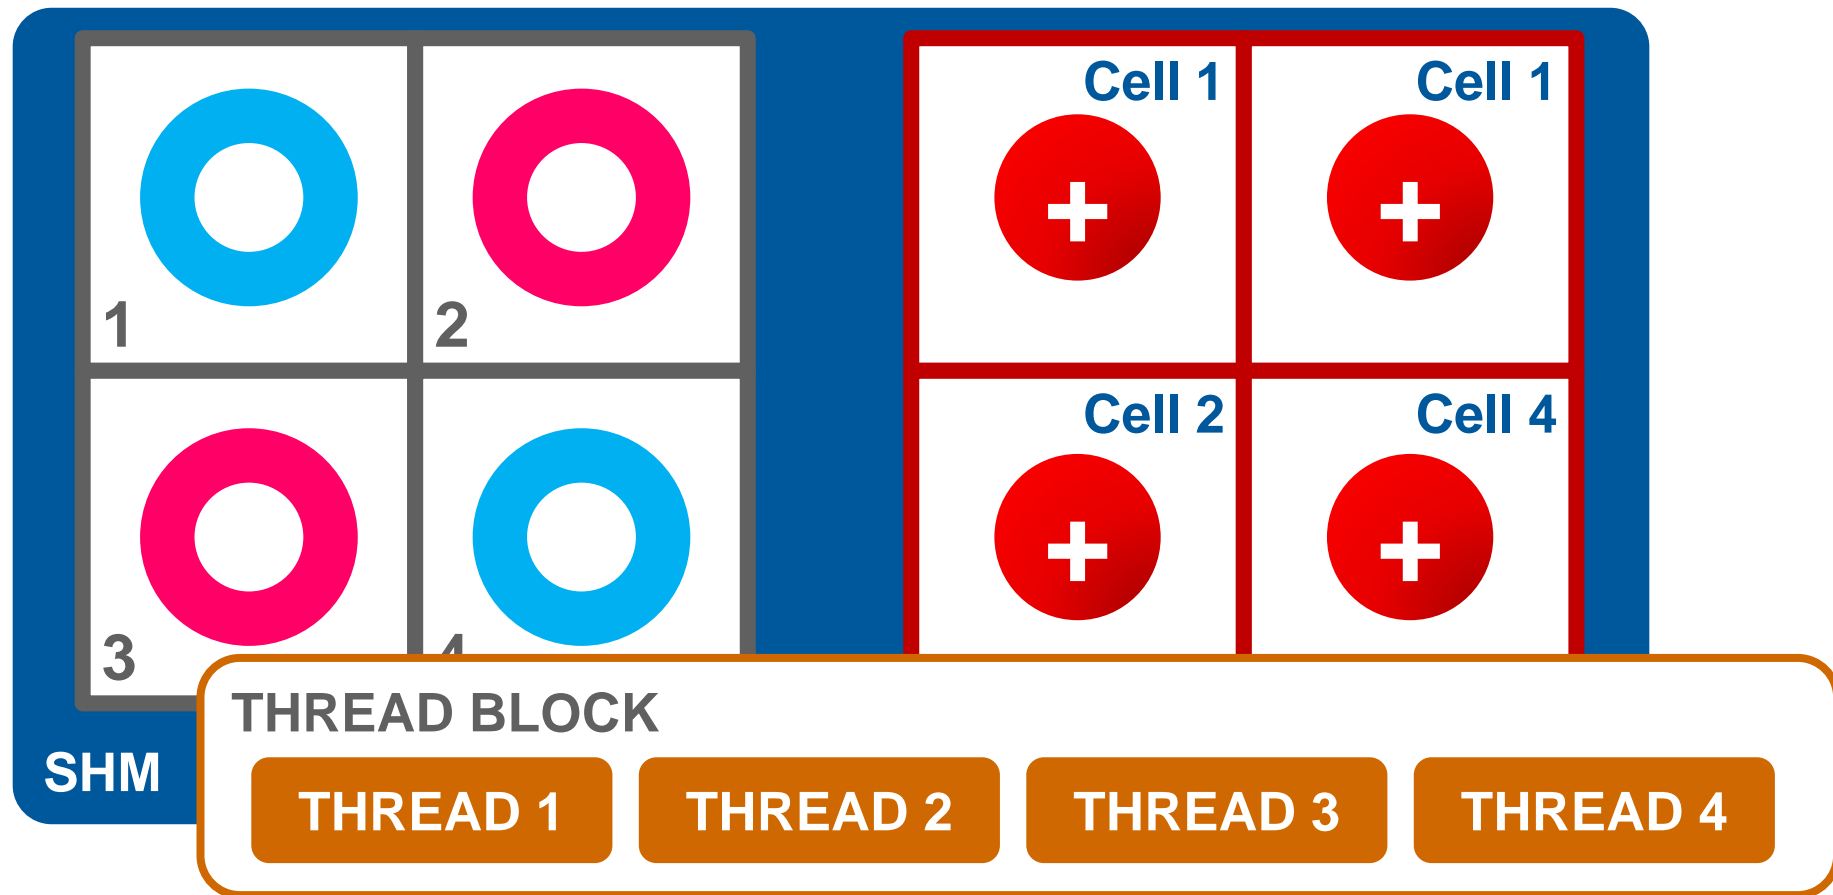 Cell 1
Cell 1
1
2
Cell 2
Cell 4
3
4
THREAD BLOCK
SHM
THREAD 1
THREAD 2
THREAD 3
THREAD 4